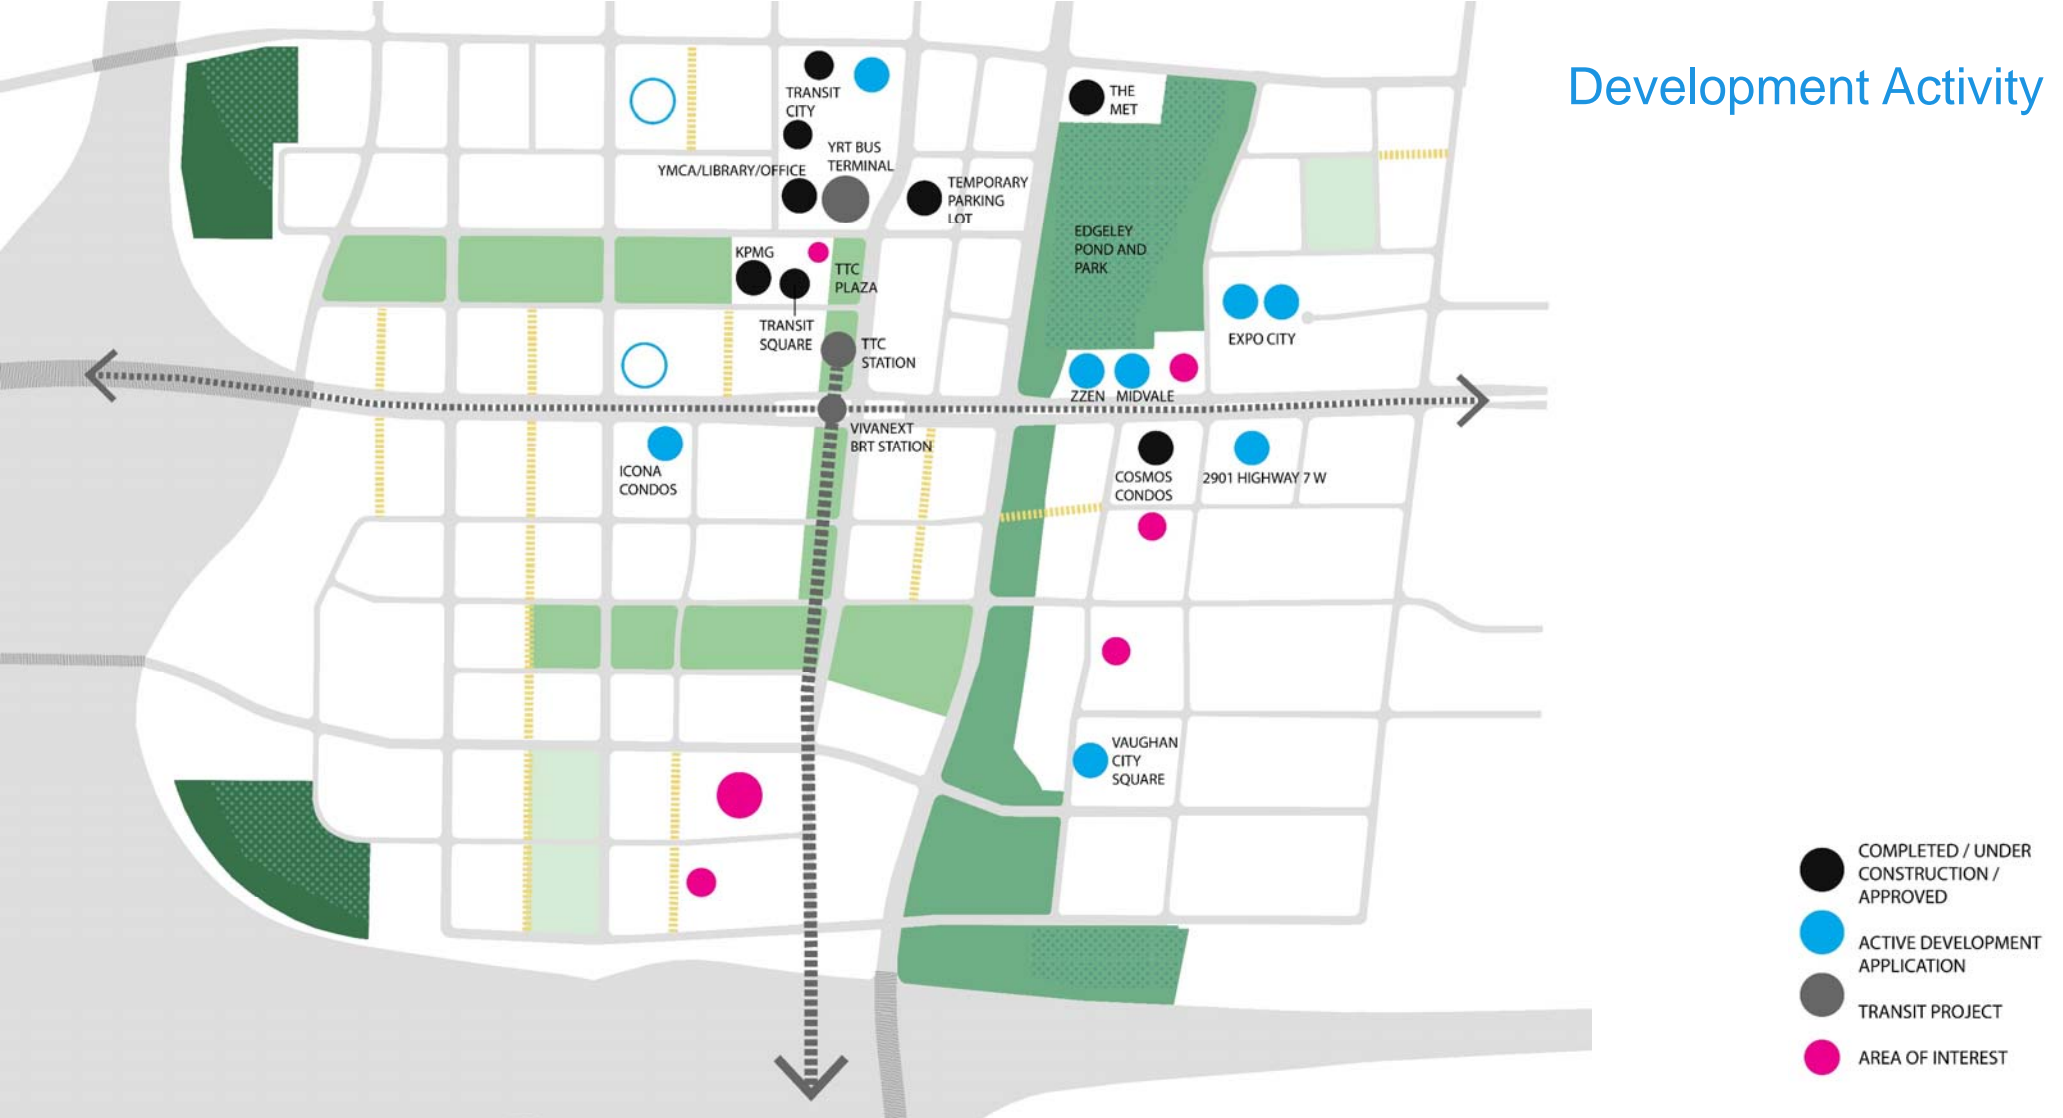 Development Activity
TRANSIT
CITY
THE
MET
YRT BUS
TERMINAL
YMCA/LIBRARY/OFFICE
TEMPORARY
PARKING
LOT
EDGELEY
POND AND
PARK
KPMG
TTC
PLAZA
TRANSIT
SQUARE
TTC
STATION
EXPO CITY
ZZEN
MIDVALE
VIVANEXT
BRT STATION
ICONA
CONDOS
COSMOS
CONDOS
2901 HIGHWAY 7 W
VAUGHAN
CITY
SQUARE
COMPLETED / UNDER
CONSTRUCTION /
APPROVED
ACTIVE DEVELOPMENT
APPLICATION
TRANSIT PROJECT
AREA OF INTEREST